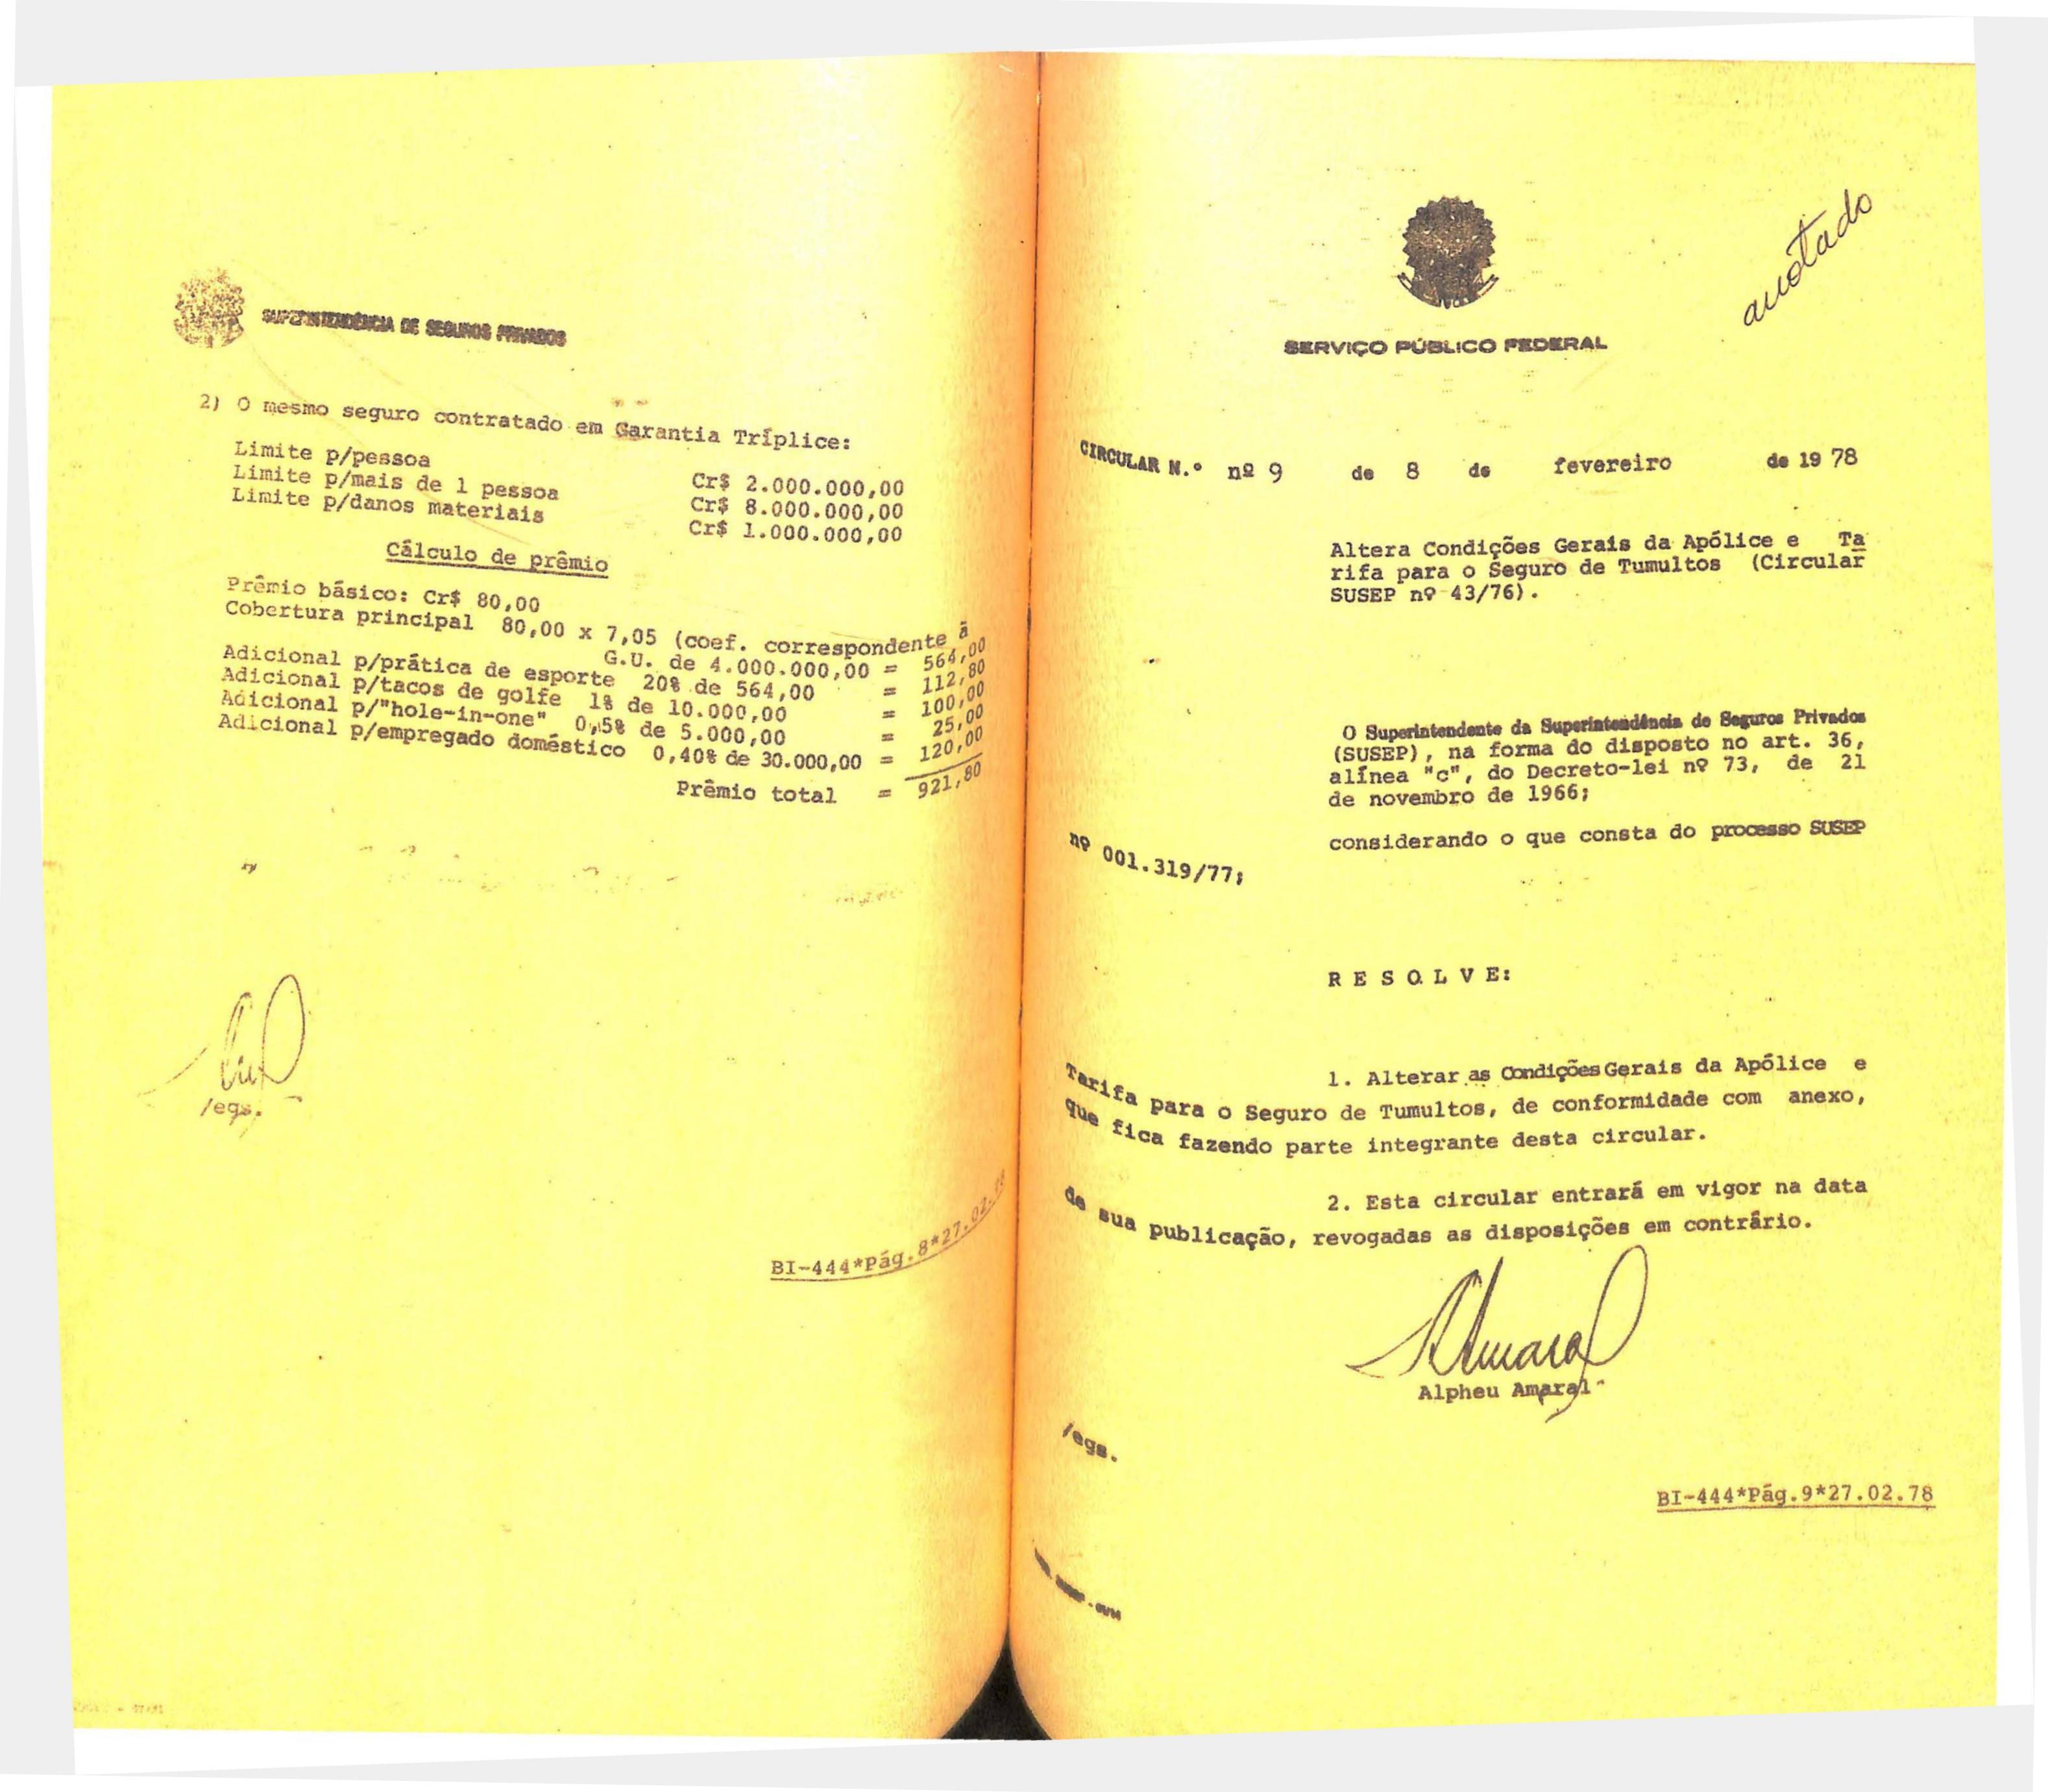 SUPERINTENDÊNCIA DE SEGUROS PRIVADOS
2) O mesmo seguro contratado em Garantia Tríplice:
Limite p/pessoa Cr$ 2.000.000,00
Limite p/mais de 1 pessoa Cr$ 8.000.000,00
Limite p/danos materiais Cr$ 1.000.000,00
Cálculo de prêmio
Prêmio básico: Cr$ 80,00
Cobertura principal 80,00 x 7,05 (coef. correspondente à
G.U. de 4.000.000,00 = 564,00
Adicional p/prática de esporte 20% de 564,00 = 112,80
Adicional p/tacos de golfe 1% de 10.000,00 = 100,00
Adicional p/"hole-in-one" 0,5% de 5.000,00 = 25,00
Adicional p/empregado doméstico 0,40% de 30.000,00 = 120,00
Prêmio total = 921,80
/egs.
BI-444*Pág.8*27.02.78
anotado
SERVIÇO PÚBLICO FEDERAL
CIRCULAR N.º nº 9 de 8 de fevereiro de 1978
Altera Condições Gerais da Apólice e Ta
rifa para o Seguro de Tumultos (Circular
SUSEP nº 43/76).
O Superintendente da Superintendência de Seguros Privados
(SUSEP), na forma do disposto no art. 36,
alínea "c", do Decreto-lei nº 73, de 21
de novembro de 1966;
considerando o que consta do processo SUSEP
nº 001.319/77;
R E S O L V E:
1. Alterar as Condições Gerais da Apólice e
Tarifa para o Seguro de Tumultos, de conformidade com anexo,
que fica fazendo parte integrante desta circular.
2. Esta circular entrará em vigor na data
de sua publicação, revogadas as disposições em contrário.
Amaral
Alpheu Amaral
/egs.
BI-444*Pág.9*27.02.78